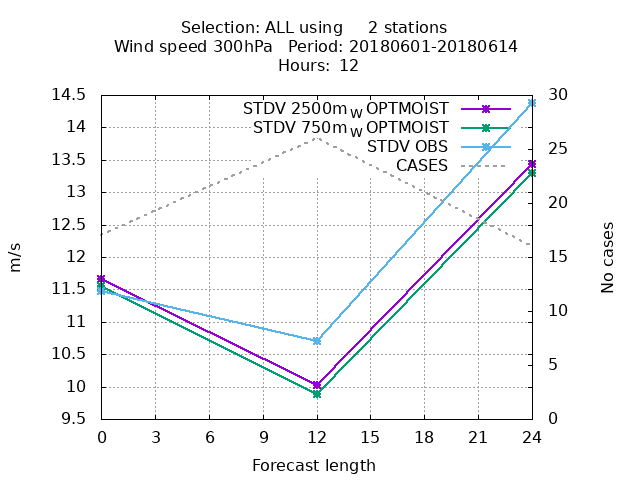 Selection: ALL using     2 stations
Wind speed 300hPa   Period: 20180601-20180614
Hours: 12
STDV 2500m_W OPTMOIST
STDV 750m_W OPTMOIST
STDV OBS
CASES
14.5
14
13.5
13
12.5
12
11.5
11
10.5
10
9.5
m/s
30
25
20
15
10
5
0
No cases
0 3 6 9 12 15 18 21 24
Forecast length